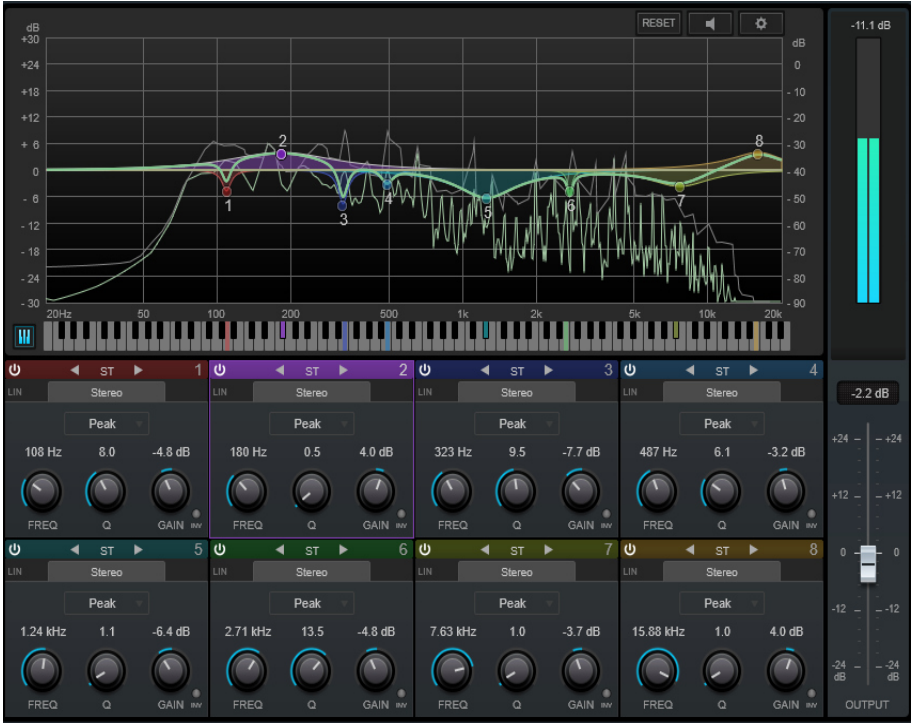 RESET
-11.1 dB
dB
+30
dB
+24 0
+18 - 10
+12 - 20
+ 6 - 30
0 - 40
- 6 - 50
- 12 - 60
- 18 - 70
- 24 - 80
- 30 - 90
1 2 3 4 5 6 7 8
20Hz 50 100 200 500 1k 2k 5k 10k 20k
ST 1 ST 2 ST 3 ST 4
LIN Stereo LIN Stereo LIN Stereo LIN Stereo
-2.2 dB
Peak Peak Peak Peak
108 Hz 8.0 -4.8 dB 180 Hz 0.5 4.0 dB 323 Hz 9.5 -7.7 dB 487 Hz 6.1 -3.2 dB
FREQ Q GAIN INV FREQ Q GAIN INV FREQ Q GAIN INV FREQ Q GAIN INV
ST 5 ST 6 ST 7 ST 8
LIN Stereo LIN Stereo LIN Stereo LIN Stereo
Peak Peak Peak Peak
1.24 kHz 1.1 -6.4 dB 2.71 kHz 13.5 -4.8 dB 7.63 kHz 1.0 -3.7 dB 15.88 kHz 1.0 4.0 dB
FREQ Q GAIN INV FREQ Q GAIN INV FREQ Q GAIN INV FREQ Q GAIN INV
+24 +24
+12 +12
0 0
-12 -12
-24 -24
dB dB
OUTPUT